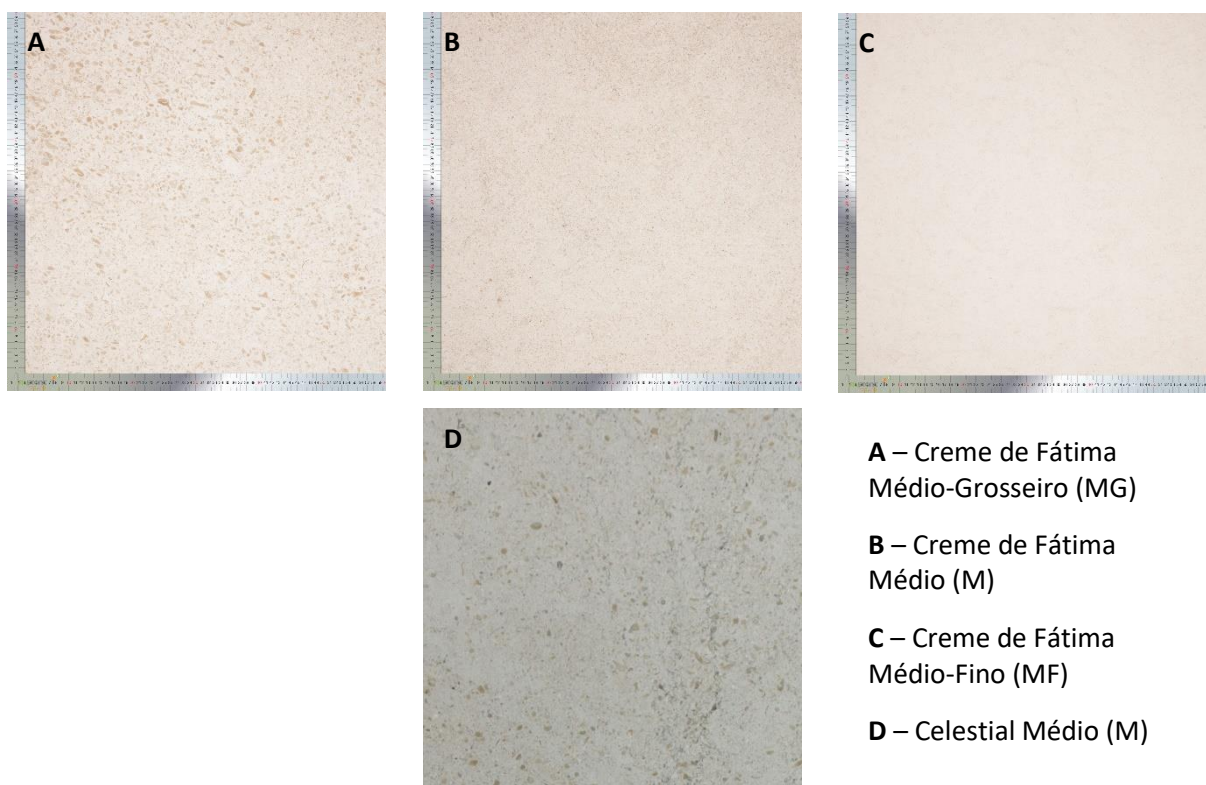 A
B
C
D
A – Creme de Fátima
Médio-Grosseiro (MG)
B – Creme de Fátima
Médio (M)
C – Creme de Fátima
Médio-Fino (MF)
D – Celestial Médio (M)